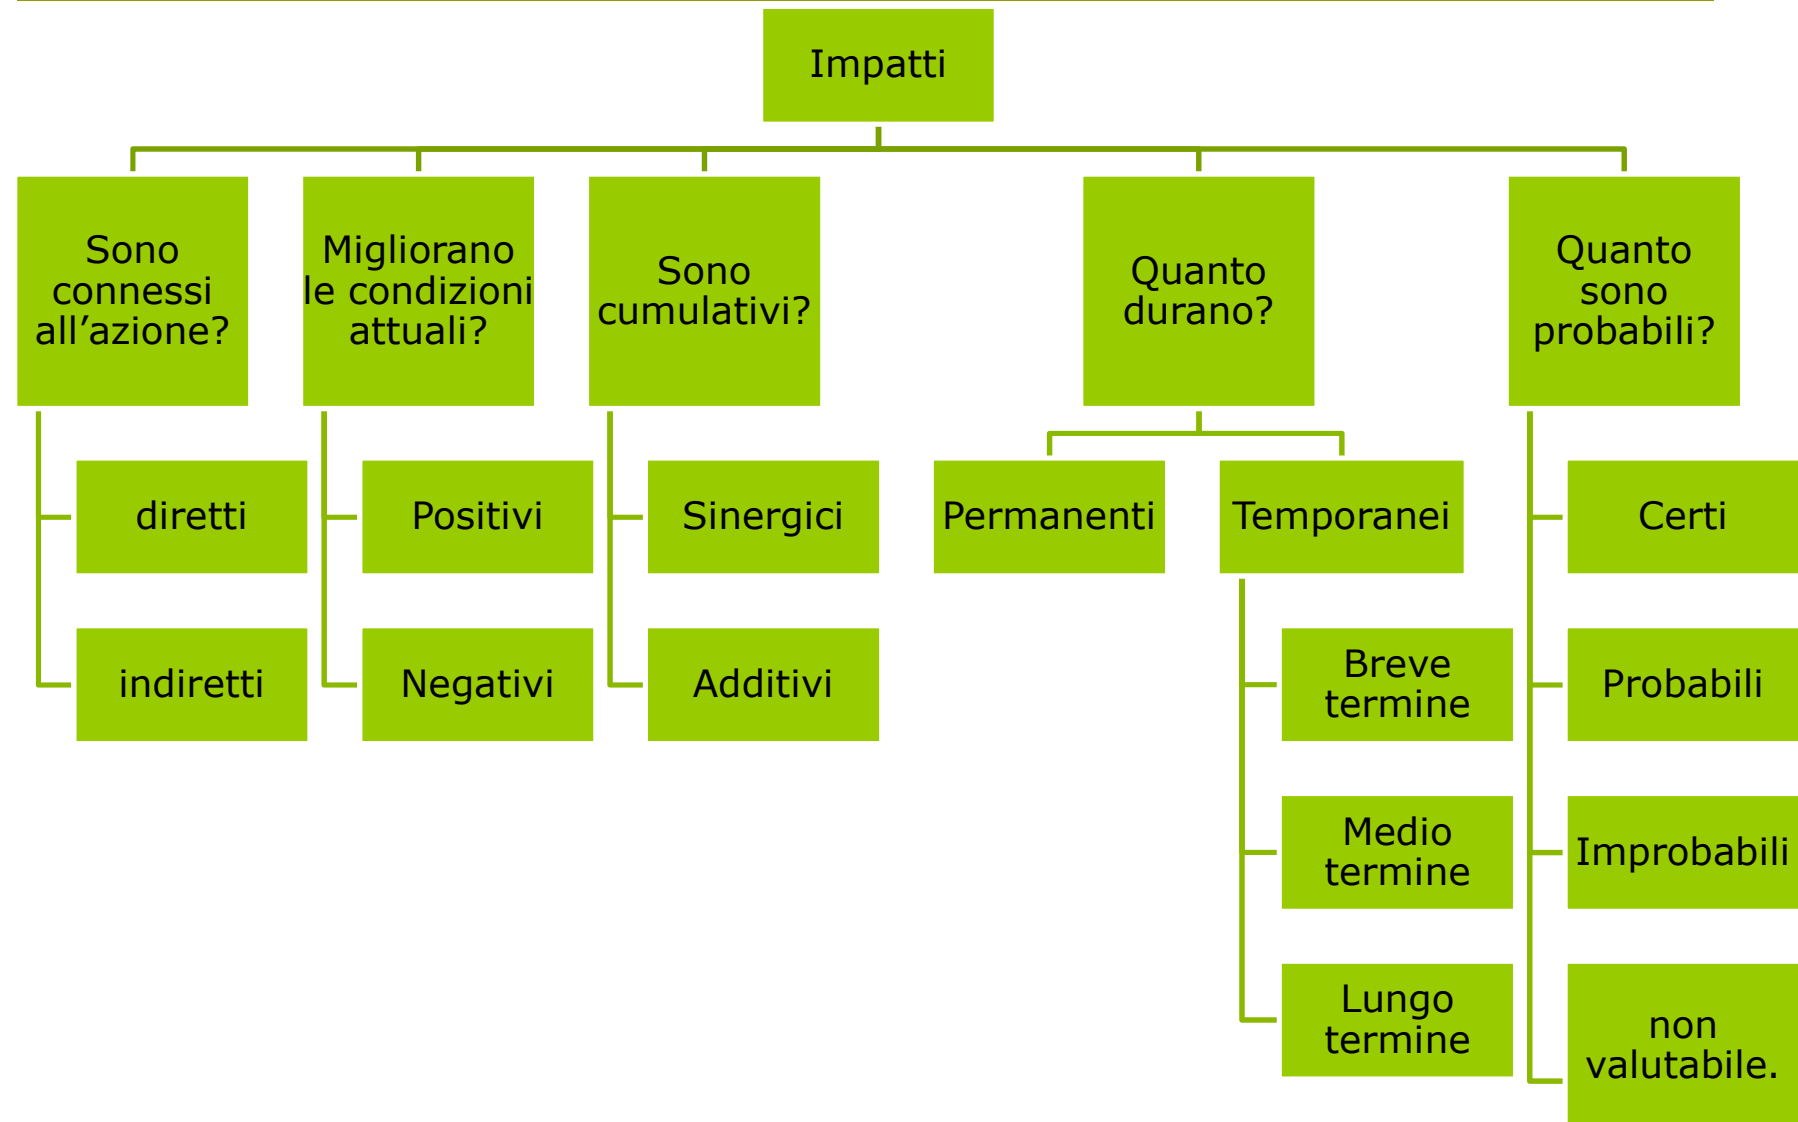 Impatti
Sono
connessi
all’azione?
Migliorano
le condizioni
attuali?
Sono
cumulativi?
Quanto
durano?
Quanto
sono
probabili?
diretti
Positivi
Sinergici
Permanenti
Temporanei
Certi
indiretti
Negativi
Additivi
Breve
termine
Probabili
Medio
termine
Improbabili
Lungo
termine
non
valutabile.